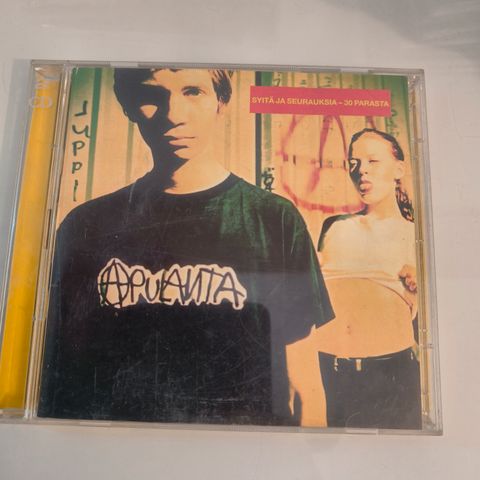 SYITÄ JA SEURAUKSIA – 30 PARASTA
JUPPI
APULANTA